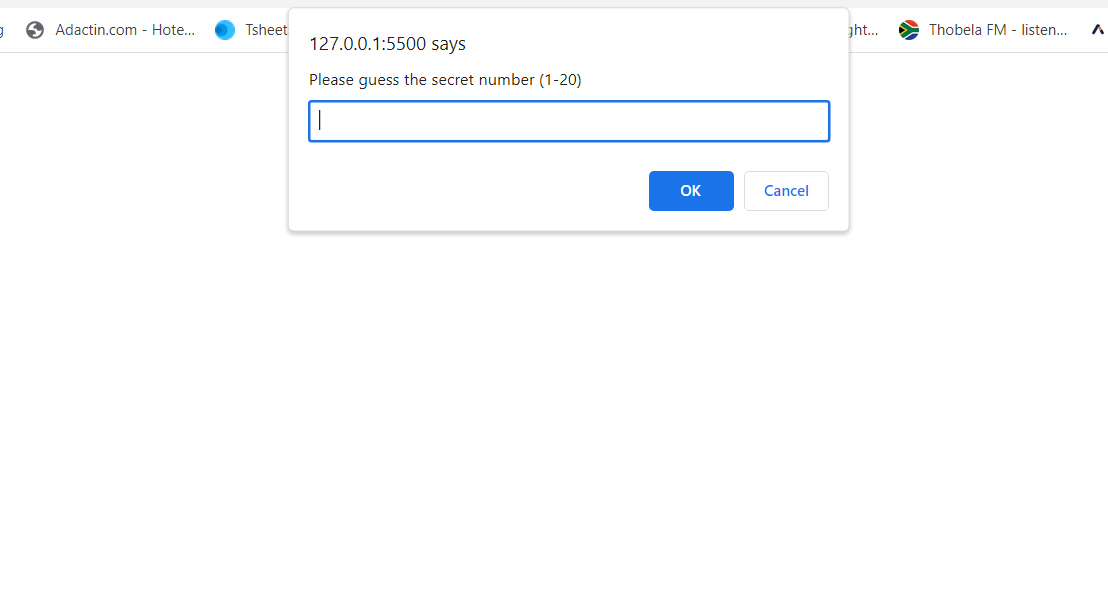 Adactin.com - Hote...
Tsheet
Thobela FM - listen...
127.0.0.1:5500 says
Please guess the secret number (1-20)
OK
Cancel